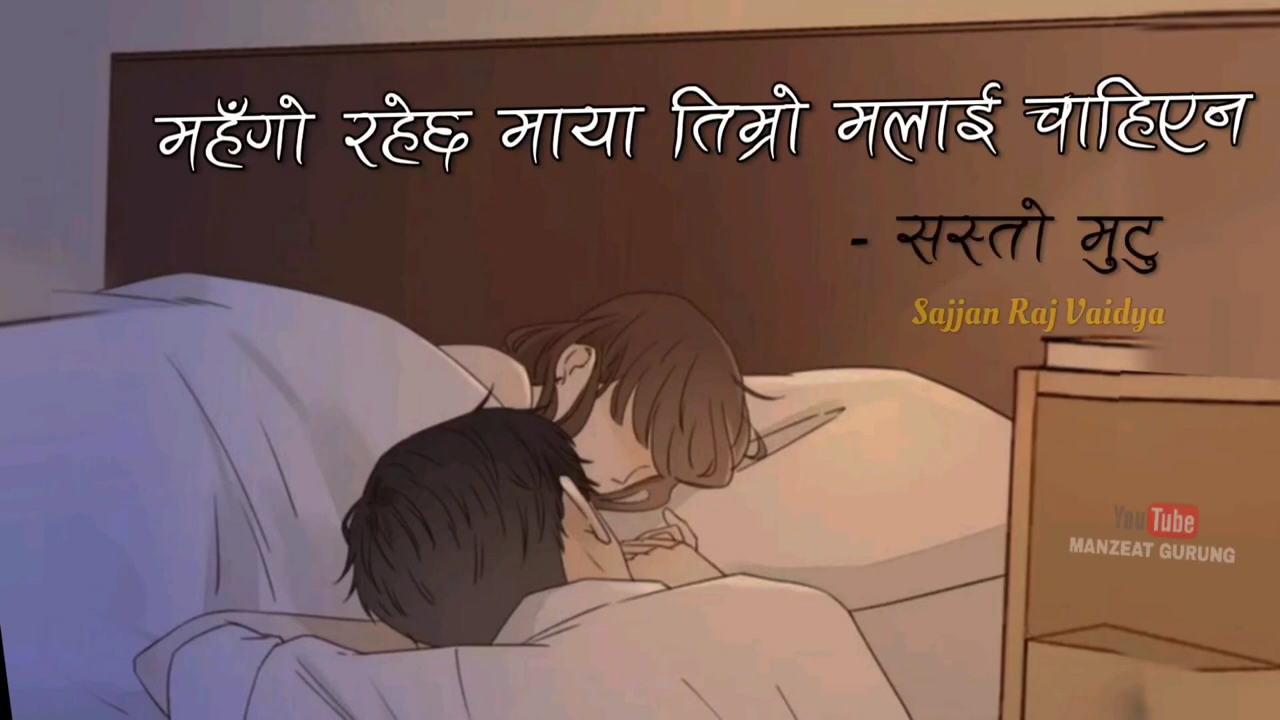 महँगो रहेछ माया तिम्रो मलाई चाहिएन
- सस्तो मुटु
Sajjan Raj Vaidya
YouTube
MANZEAT GURUNG